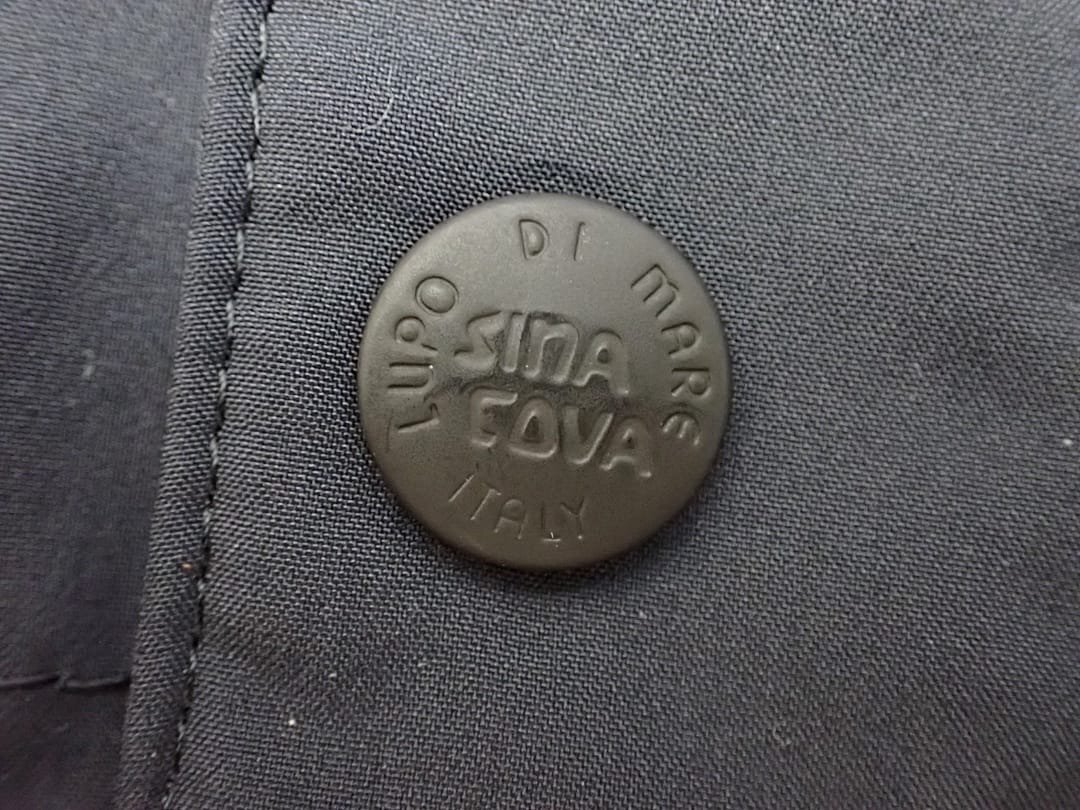 LUPO DI MARE
SINA
COVA
ITALY